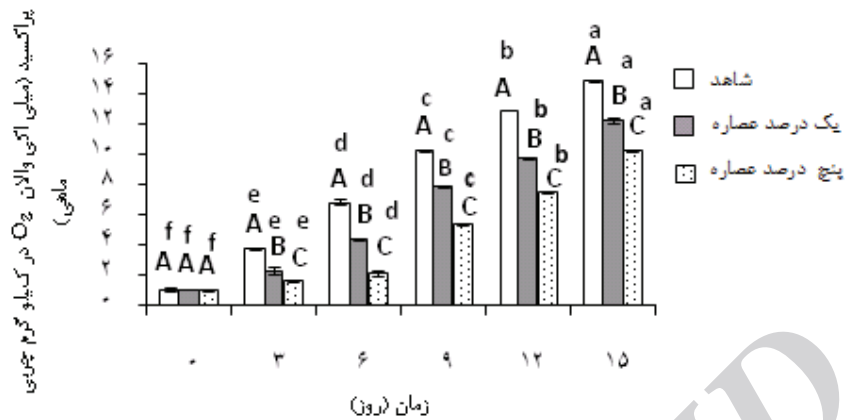 پراکسید (میلی اکی والان O2 در کیلو گرم چربی
ماهی)
۱۶
۱۴
۱۲
۱۰
۸
۶
۴
۲
۰
f f f
A A A
e e e
A B C
d d d
A B C
c c c
A B C
b b b
A B C
a a a
A B C
۰ ۳ ۶ ۹ ۱۲ ۱۵
زمان (روز)
شاهد
یک درصد عصاره
پنج درصد عصاره